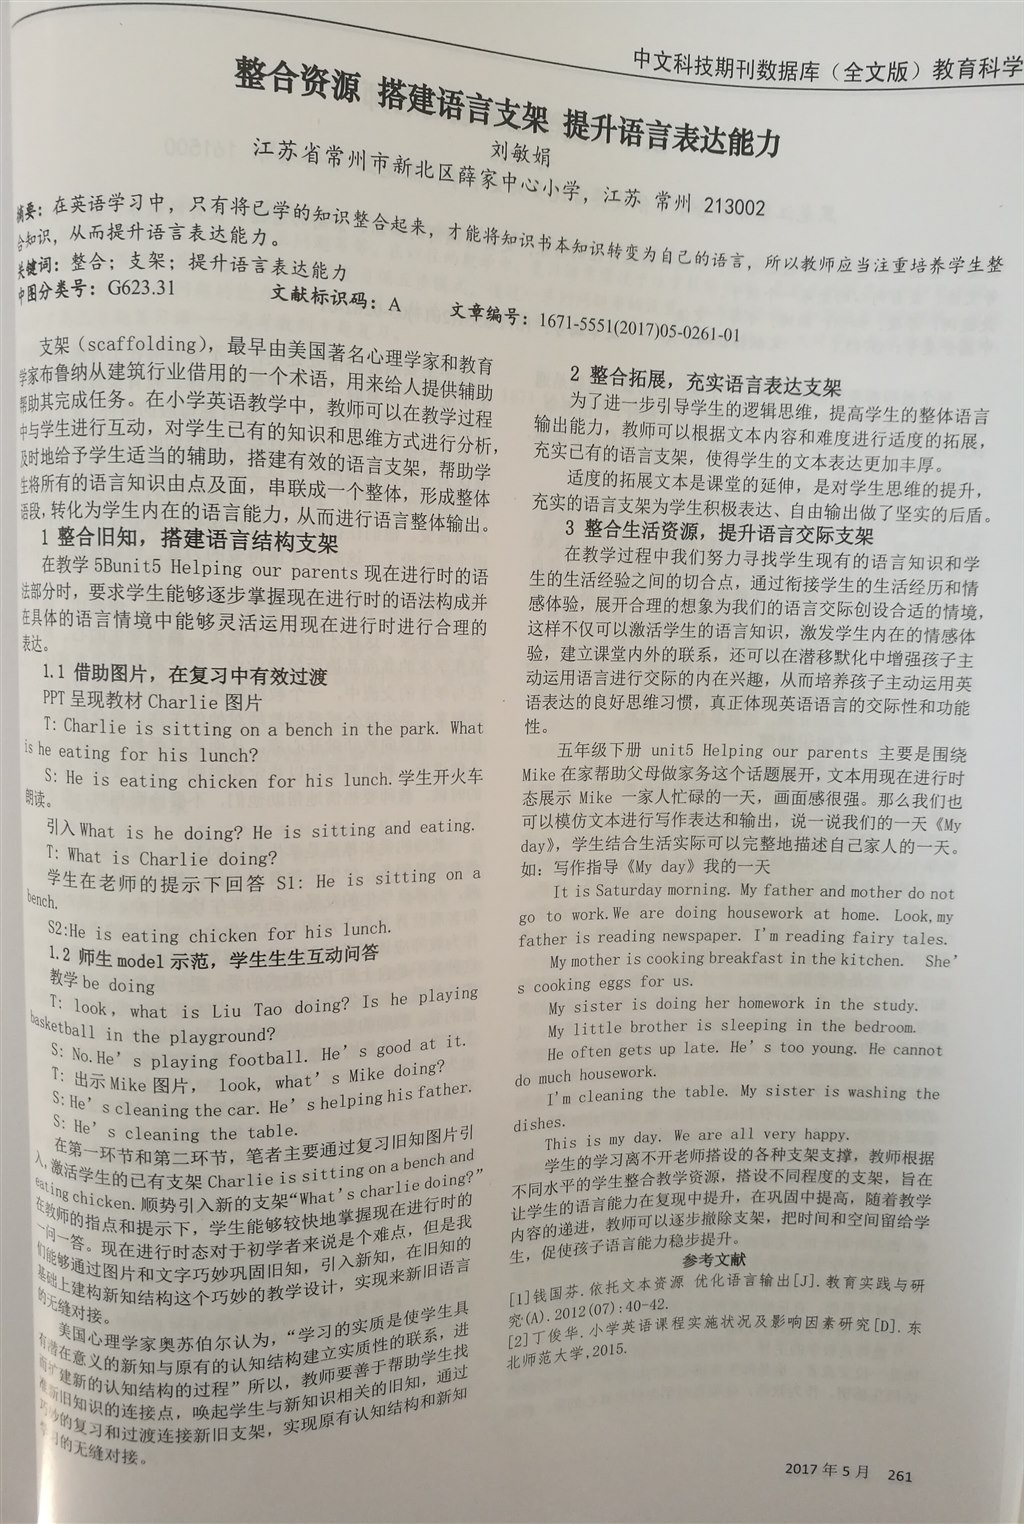 中文科技期刊数据库（全文版）教育科学
整合资源 搭建语言支架 提升语言表达能力
刘敏娟
江苏省常州市新北区薛家中心小学，江苏 常州 213002
摘要：在英语学习中，只有将已学的知识整合起来，才能将知识书本知识转变为自己的语言，所以教师应当注重培养学生整
合知识，从而提升语言表达能力。
关键词：整合；支架；提升语言表达能力
中图分类号：G623.31 文献标识码：A 文章编号：1671-5551(2017)05-0261-01
支架（scaffolding），最早由美国著名心理学家和教育
学家布鲁纳从建筑行业借用的一个术语，用来给人提供辅助
帮助其完成任务。在小学英语教学中，教师可以在教学过程
中与学生进行互动，对学生已有的知识和思维方式进行分析，
及时地给予学生适当的辅助，搭建有效的语言支架，帮助学
生将所有的语言知识由点及面，串联成一个整体，形成整体
语段，转化为学生内在的语言能力，从而进行语言整体输出。
1 整合旧知，搭建语言结构支架
在教学 5Bunit5 Helping our parents 现在进行时的语
法部分时，要求学生能够逐步掌握现在进行时的语法构成并
在具体的语言情境中能够灵活运用现在进行时进行合理的
表达。
1.1 借助图片，在复习中有效过渡
PPT 呈现教材 Charlie 图片
T: Charlie is sitting on a bench in the park. What
is he eating for his lunch?
S: He is eating chicken for his lunch. 学生开火车
朗读。
引入 What is he doing? He is sitting and eating.
T: What is Charlie doing?
学生在老师的提示下回答 S1: He is sitting on a
bench.
S2:He is eating chicken for his lunch.
1.2 师生 model 示范，学生生生互动问答
教学 be doing
T: look, what is Liu Tao doing? Is he playing
basketball in the playground?
S: No.He’s playing football. He’s good at it.
T: 出示 Mike 图片， look, what’s Mike doing?
S: He’s cleaning the car. He’s helping his father.
S: He’s cleaning the table.
在第一环节和第二环节，笔者主要通过复习旧知图片引
入，激活学生的已有支架 Charlie is sitting on a bench and
eating chicken. 顺势引入新的支架“What's charlie doing?”
在教师的指点和提示下，学生能够较快地掌握现在进行时的
一问一答。现在进行时态对于初学者来说是个难点，但是我
们能够通过图片和文字巧妙巩固旧知，引入新知，在旧知的
基础上建构新知结构这个巧妙的教学设计，实现来新旧语言
的无缝对接。
美国心理学家奥苏伯尔认为，“学习的实质是使学生具
有潜在意义的新知与原有的认知结构建立实质性的联系，进
而扩建新的认知结构的过程”所以，教师要善于帮助学生找
准新旧知识的连接点，唤起学生与新知识相关的旧知，通过
巧妙的复习和过渡连接新旧支架，实现原有认知结构和新知
学习的无缝对接。
2 整合拓展，充实语言表达支架
为了进一步引导学生的逻辑思维，提高学生的整体语言
输出能力，教师可以根据文本内容和难度进行适度的拓展，
充实已有的语言支架，使得学生的文本表达更加丰厚。
适度的拓展文本是课堂的延伸，是对学生思维的提升，
充实的语言支架为学生积极表达、自由输出做了坚实的后盾。
3 整合生活资源，提升语言交际支架
在教学过程中我们努力寻找学生现有的语言知识和学
生的生活经验之间的切合点，通过衔接学生的生活经历和情
感体验，展开合理的想象为我们的语言交际创设合适的情境，
这样不仅可以激活学生的语言知识，激发学生内在的情感体
验，建立课堂内外的联系，还可以在潜移默化中增强孩子主
动运用语言进行交际的内在兴趣，从而培养孩子主动运用英
语表达的良好思维习惯，真正体现英语语言的交际性和功能
性。
五年级下册 unit5 Helping our parents 主要是围绕
Mike 在家帮助父母做家务这个话题展开，文本用现在进行时
态展示 Mike 一家人忙碌的一天，画面感很强。那么我们也
可以模仿文本进行写作表达和输出，说一说我们的一天《My
day》，学生结合生活实际可以完整地描述自己家人的一天。
如：写作指导《My day》我的一天
It is Saturday morning. My father and mother do not
go to work.We are doing housework at home. Look,my
father is reading newspaper. I'm reading fairy tales.
My mother is cooking breakfast in the kitchen. She’
s cooking eggs for us.
My sister is doing her homework in the study.
My little brother is sleeping in the bedroom.
He often gets up late. He’s too young. He cannot
do much housework.
I'm cleaning the table. My sister is washing the
dishes.
This is my day. We are all very happy.
学生的学习离不开老师搭设的各种支架支撑，教师根据
不同水平的学生整合教学资源，搭设不同程度的支架，旨在
让学生的语言能力在复现中提升，在巩固中提高，随着教学
内容的递进，教师可以逐步撤除支架，把时间和空间留给学
生，促使孩子语言能力稳步提升。
参考文献
[1]钱国芬.依托文本资源 优化语言输出[J].教育实践与研
究(A).2012(07):40-42.
[2]丁俊华.小学英语课程实施状况及影响因素研究[D].东
北师范大学,2015.
2017 年 5 月 261